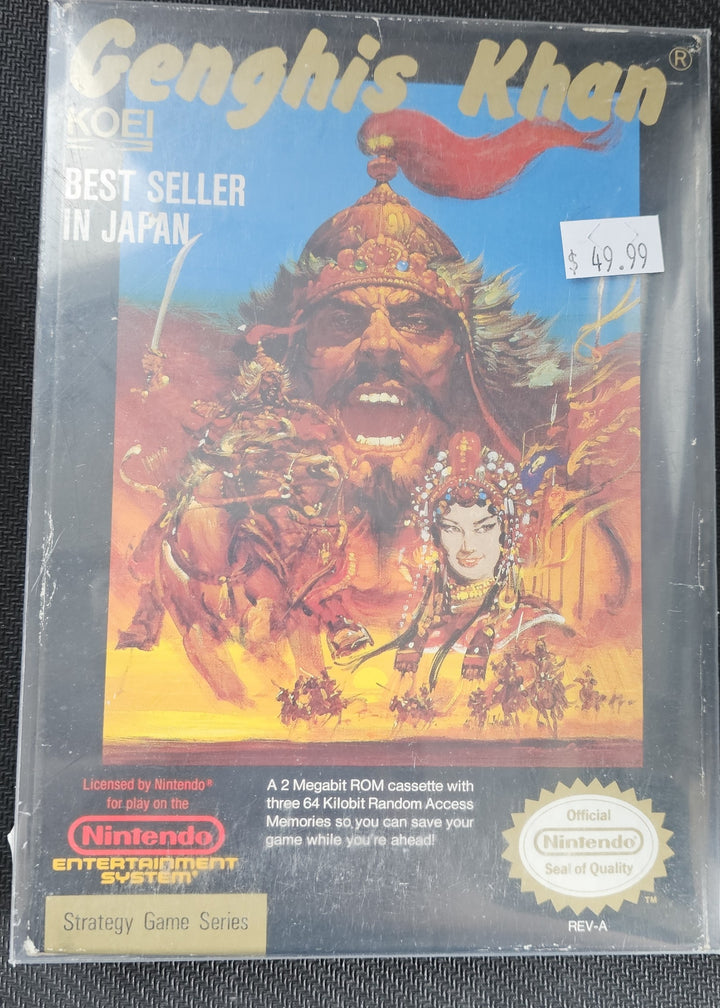 Genghis Khan®
KOEI
BEST SELLER
IN JAPAN
$ 49.99
Licensed by Nintendo®
for play on the
Nintendo®
ENTERTAINMENT
SYSTEM®
A 2 Megabit ROM cassette with
three 64 Kilobit Random Access
Memories so you can save your
game while you're ahead!
Official
Nintendo®
Seal of Quality
TM
Strategy Game Series
REV-A